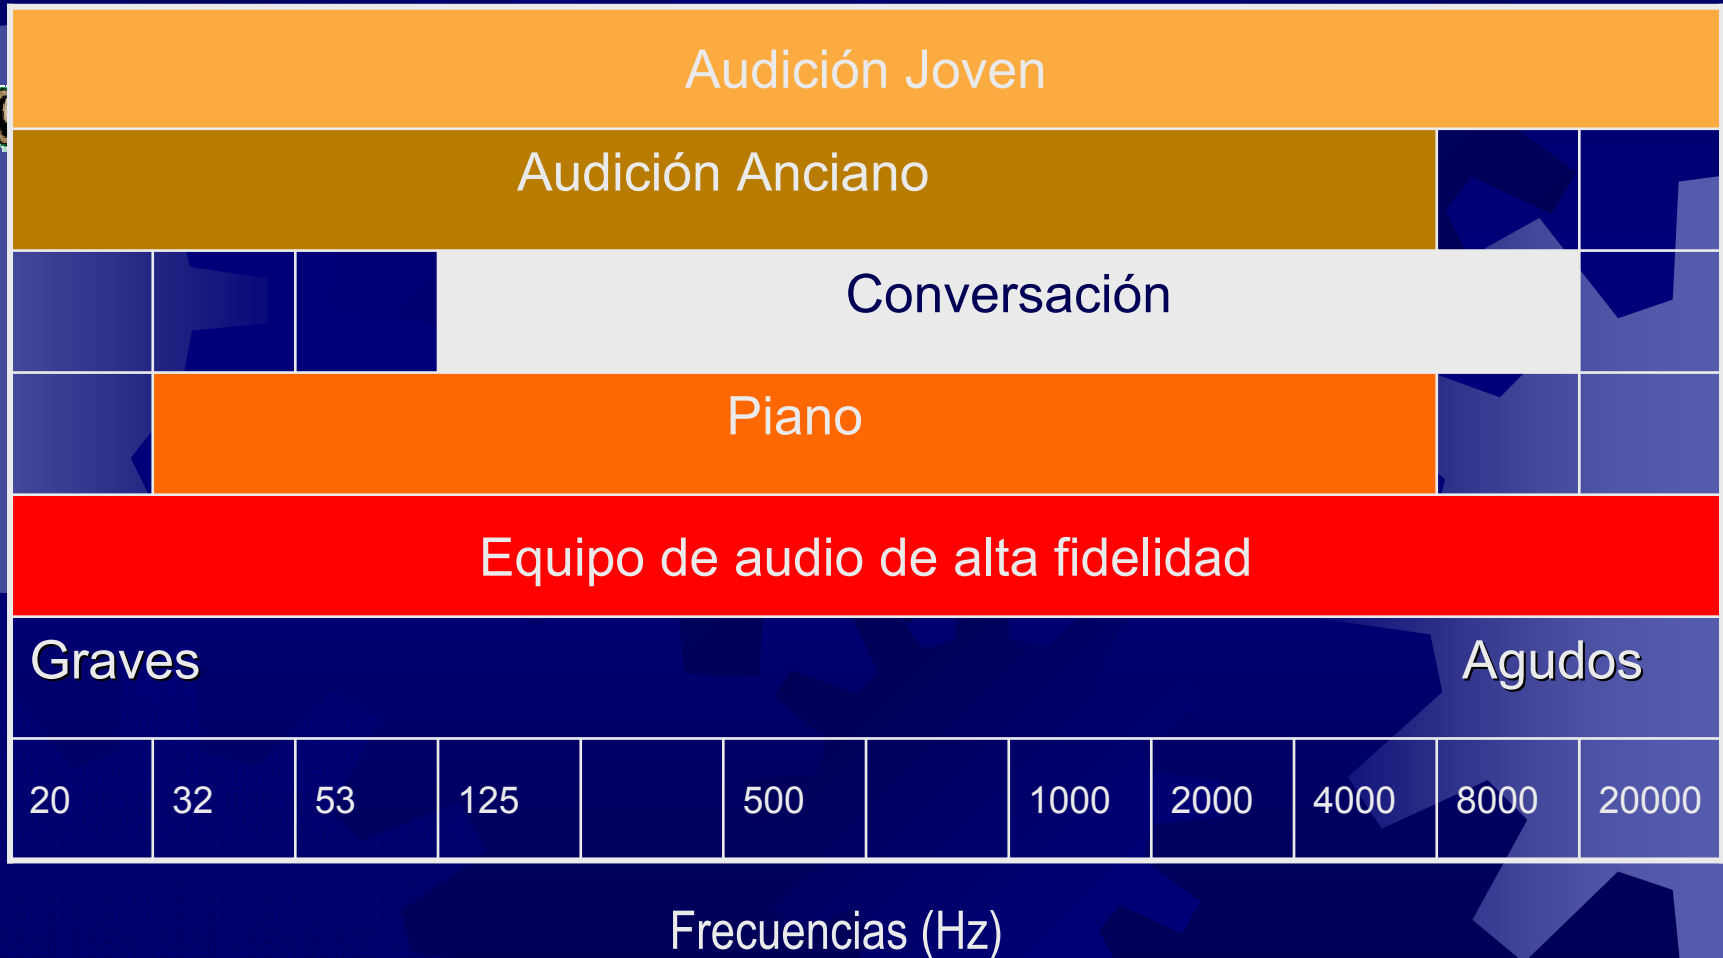 Audición Joven
Audición Anciano
Conversación
Piano
Equipo de audio de alta fidelidad
Graves Agudos
20 32 53 125 500 1000 2000 4000 8000 20000
Frecuencias (Hz)